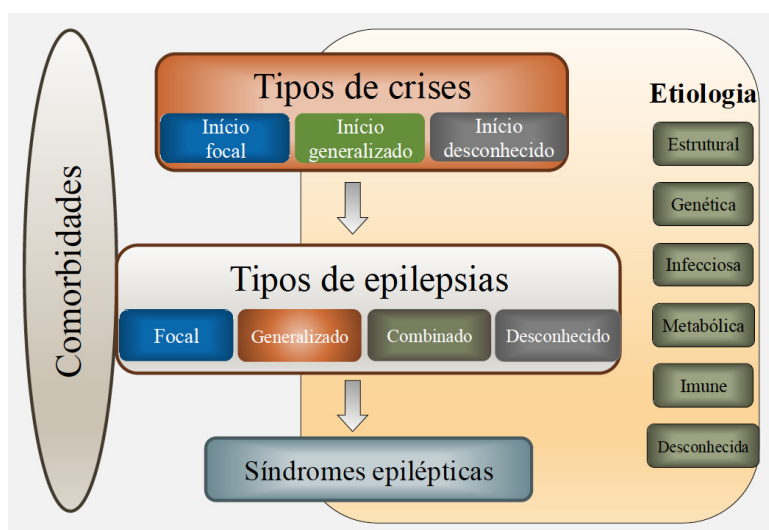 Comorbidades
Tipos de crises
Início
focal
Início
generalizado
Início
desconhecido
Tipos de epilepsias
Focal
Generalizado
Combinado
Desconhecido
Síndromes epilépticas
Etiologia
Estrutural
Genética
Infecciosa
Metabólica
Imune
Desconhecida